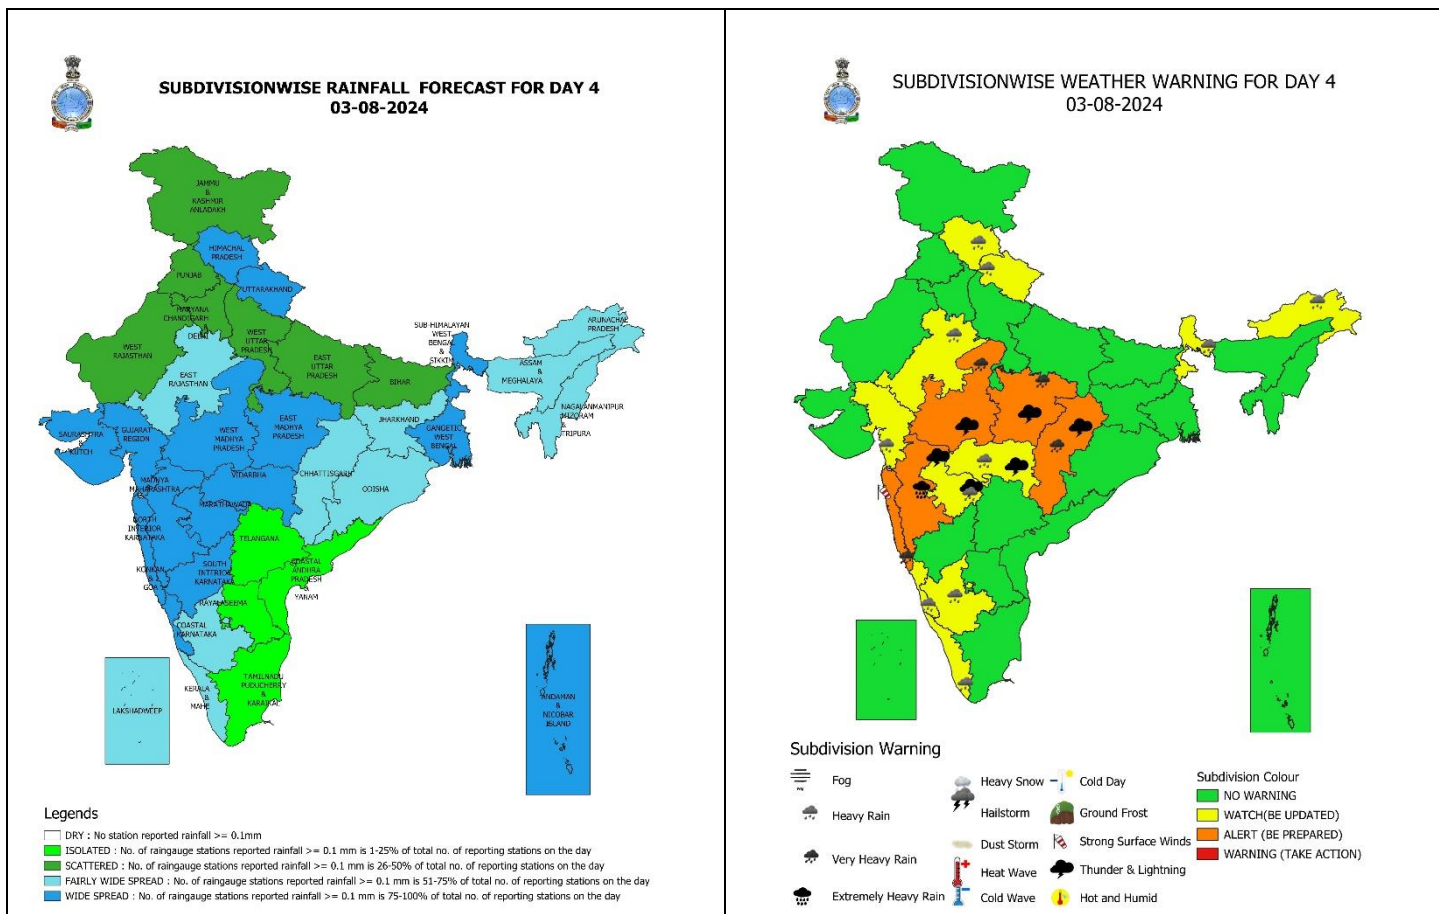 SUBDIVISIONWISE RAINFALL FORECAST FOR DAY 4
03-08-2024
JAMMU
&
KASHMIR
ANLADAKH
HIMACHAL
PRADESH
PUNJAB
UTTARAKHAND
HARYANA
CHANDIGARH
&
DELHI
WEST
UTTAR
PRADESH
WEST
RAJASTHAN
EAST
UTTAR
PRADESH
SUB-HIMALAYAN
WEST
BENGAL
&
SIKKIM
ARUNACHAL
PRADESH
ASSAM
&
MEGHALAYA
EAST
RAJASTHAN
BIHAR
NAGALANMANIPUR
MIZORAM
&
TRIPURA
JHARKHAND
GANGETIC
WEST
BENGAL
SAURASHTRA
&
KUTCH
GUJARAT
REGION
WEST
MADHYA
PRADESH
EAST
MADHYA
PRADESH
CHHATTISGARH
ODISHA
VIDARBHA
MADHYA
MAHARASHTRA
MARATHAWADA
NORTH
INTERIOR
KARNATAKA
TELANGANA
KONKAN
&
GOA
SOUTH
INTERIOR
KARNATAKA
COASTAL
ANDHRA
PRADESH
&
YANAM
RAYALASEEMA
COASTAL
KARNATAKA
TAMILNADU
PUDUCHERRY
&
KARAIKAL
KERALA
&
MAHE
LAKSHADWEEP
ANDAMAN
&
NICOBAR
ISLAND
Legends
DRY : No station reported rainfall >= 0.1mm
ISOLATED : No. of raingauge stations reported rainfall >= 0.1 mm is 1-25% of total no. of reporting stations on the day
SCATTERED : No. of raingauge stations reported rainfall >= 0.1 mm is 26-50% of total no. of reporting stations on the day
FAIRLY WIDE SPREAD : No. of raingauge stations reported rainfall >= 0.1 mm is 51-75% of total no. of reporting stations on the day
WIDE SPREAD : No. of raingauge stations reported rainfall >= 0.1 mm is 75-100% of total no. of reporting stations on the day
SUBDIVISIONWISE WEATHER WARNING FOR DAY 4
03-08-2024
Subdivision Warning
Fog
Heavy Rain
Very Heavy Rain
Extremely Heavy Rain
Heavy Snow
Hailstorm
Dust Storm
Heat Wave
Cold Wave
Cold Day
Ground Frost
Strong Surface Winds
Thunder & Lightning
Hot and Humid
Subdivision Colour
NO WARNING
WATCH(BE UPDATED)
ALERT (BE PREPARED)
WARNING (TAKE ACTION)